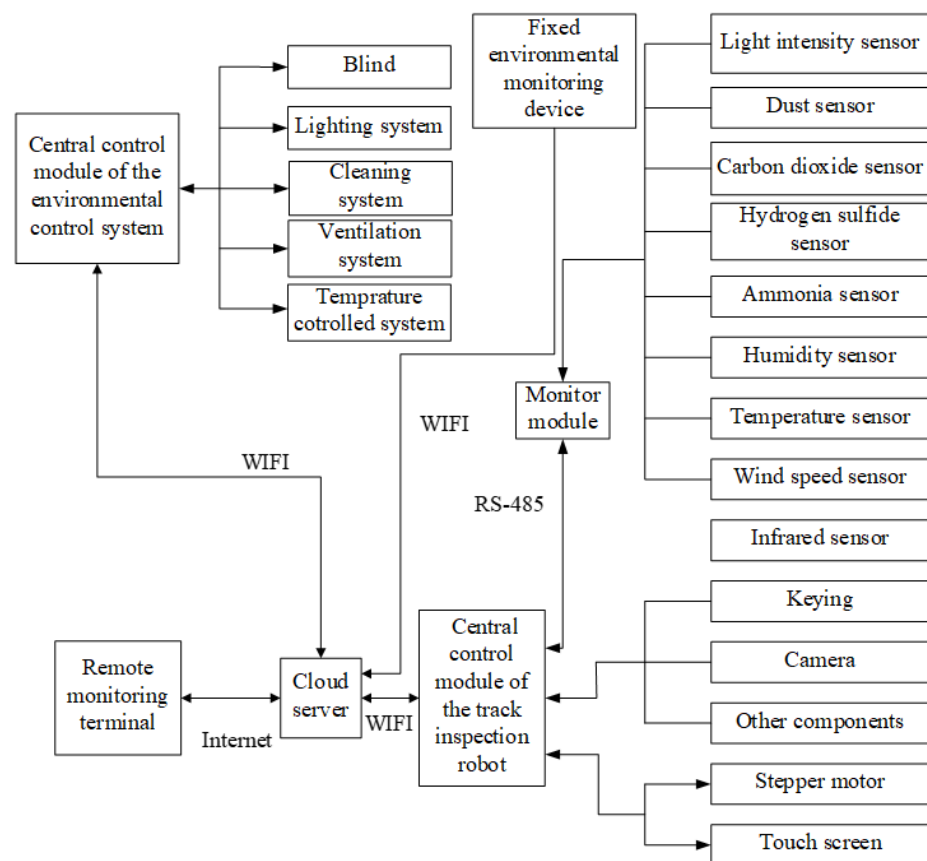 Central control
module of the
environmental
control system
Blind
Lighting system
Cleaning
system
Ventilation
system
Temprature
cotrolled system
Fixed
environmental
monitoring
device
Light intensity sensor
Dust sensor
Carbon dioxide sensor
Hydrogen sulfide
sensor
Ammonia sensor
Humidity sensor
Temperature sensor
Wind speed sensor
Infrared sensor
Monitor
module
WIFI
WIFI
RS-485
Remote
monitoring
terminal
Internet
Cloud
server
WIFI
Central
control
module of
the track
inspection
robot
Keying
Camera
Other components
Stepper motor
Touch screen